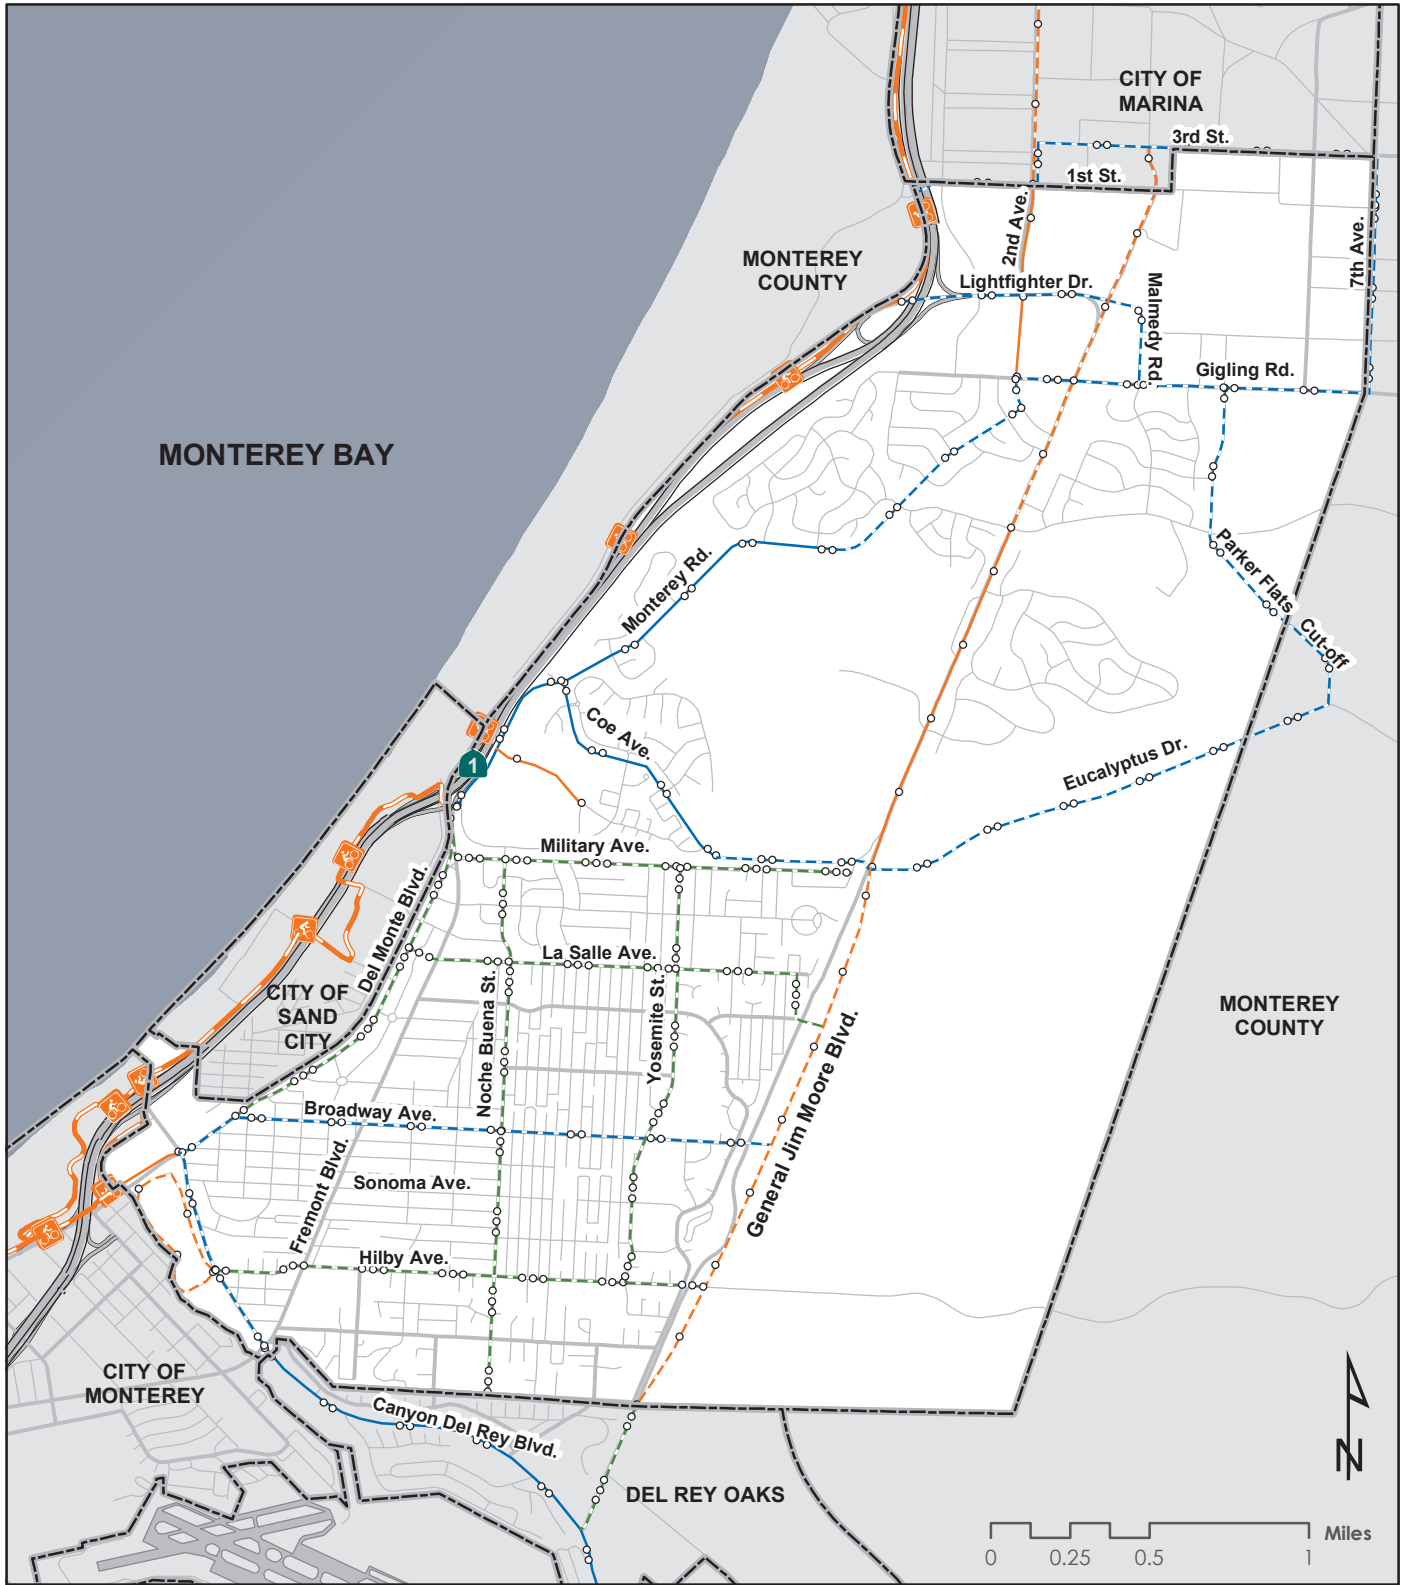 CITY OF
MARINA
3rd St.
1st St.
2nd Ave.
7th Ave.
MONTEREY
COUNTY
Lightfighter Dr.
Malmedy Rd.
Gigling Rd.
MONTEREY BAY
Parker Flats Cut-off
Monterey Rd.
Coe Ave.
Eucalyptus Dr.
1
Military Ave.
Del Monte Blvd.
La Salle Ave.
CITY OF
SAND
CITY
Noche Buena St.
Yosemite St.
General Jim Moore Blvd.
MONTEREY
COUNTY
Broadway Ave.
Fremont Blvd.
Sonoma Ave.
Hilby Ave.
CITY OF
MONTEREY
Canyon Del Rey Blvd.
DEL REY OAKS
N
Miles
0 0.25 0.5 1